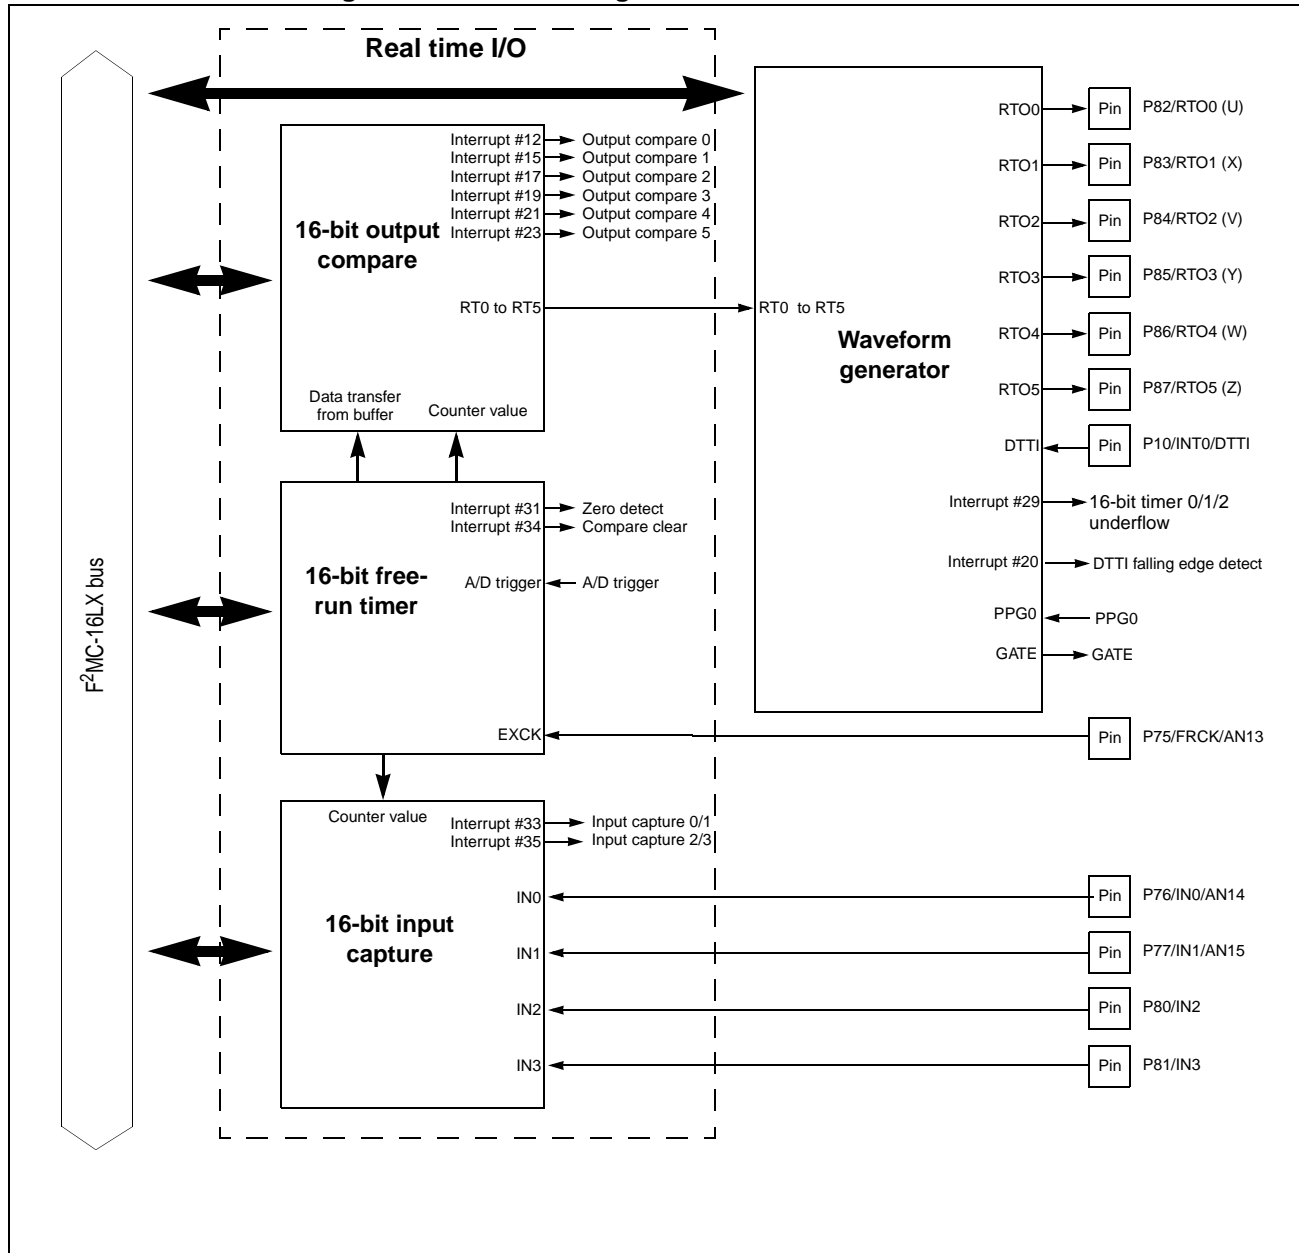 Real time I/O
F2MC-16LX bus
16-bit output
compare
Interrupt #12 Output compare 0
Interrupt #15 Output compare 1
Interrupt #17 Output compare 2
Interrupt #19 Output compare 3
Interrupt #21 Output compare 4
Interrupt #23 Output compare 5
RT0 to RT5
Data transfer
from buffer
Counter value
16-bit free-
run timer
Interrupt #31 Zero detect
Interrupt #34 Compare clear
A/D trigger A/D trigger
EXCK
Counter value
16-bit input
capture
Interrupt #33 Input capture 0/1
Interrupt #35 Input capture 2/3
IN0
IN1
IN2
IN3
RT0 to RT5
Waveform
generator
RTO0 Pin P82/RTO0 (U)
RTO1 Pin P83/RTO1 (X)
RTO2 Pin P84/RTO2 (V)
RTO3 Pin P85/RTO3 (Y)
RTO4 Pin P86/RTO4 (W)
RTO5 Pin P87/RTO5 (Z)
DTTI Pin P10/INT0/DTTI
Interrupt #29 16-bit timer 0/1/2
underflow
Interrupt #20 DTTI falling edge detect
PPG0 PPG0
GATE GATE
Pin P75/FRCK/AN13
Pin P76/IN0/AN14
Pin P77/IN1/AN15
Pin P80/IN2
Pin P81/IN3